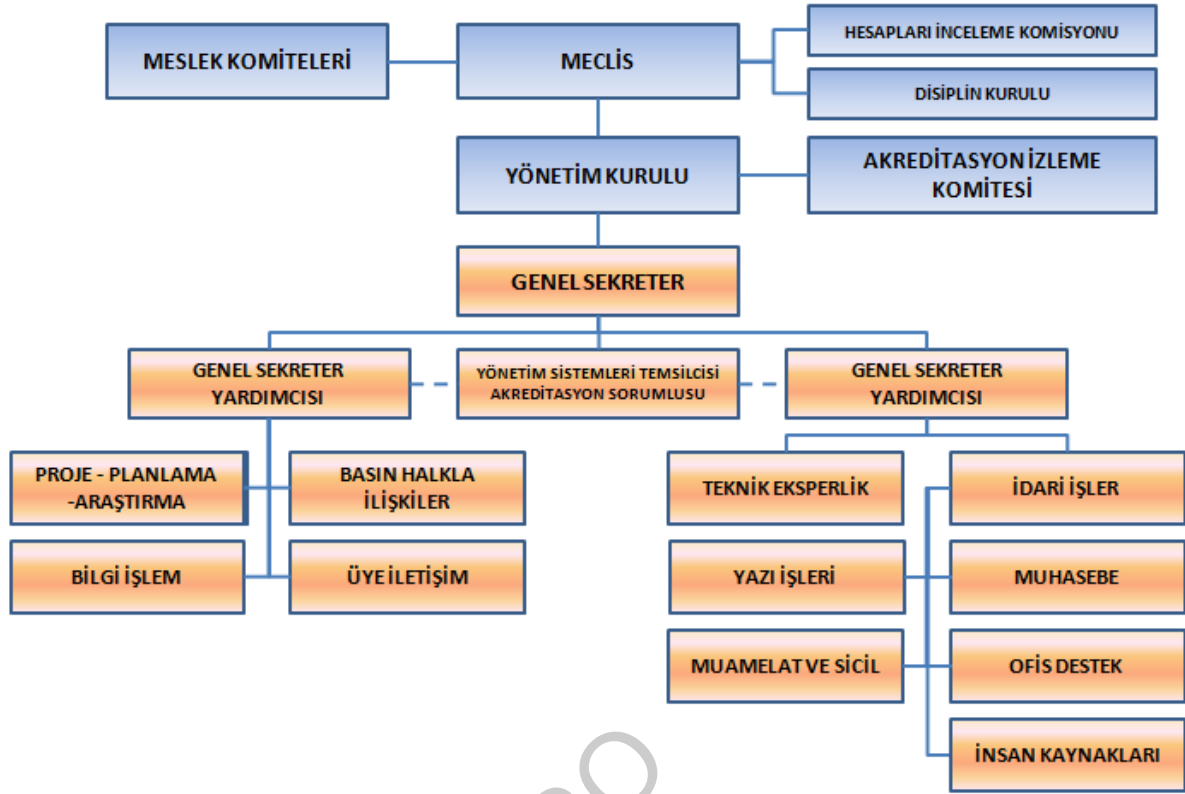 MESLEK KOMİTELERİ
MECLİS
HESAPLARI İNCELEME KOMİSYONU
DISİPLİN KURULU
YÖNETİM KURULU
AKREDİTASYON İZLEME
KOMİTESİ
GENEL SEKRETER
GENEL SEKRETER
YARDIMCISI
YÖNETİM SİSTEMLERİ TEMSİLCİSİ
AKREDİTASYON SORUMLUSU
GENEL SEKRETER
YARDIMCISI
PROJE - PLANLAMA
-ARAŞTIRMA
BASIN HALKLA
İLİŞKİLER
BİLGİ İŞLEM
ÜYE İLETİŞİM
TEKNİK EKSPERLİK
İDARİ İŞLER
YAZI İŞLERİ
MUHASEBE
MUAMELAT VE SİCİL
OFİS DESTEK
İNSAN KAYNAKLARI